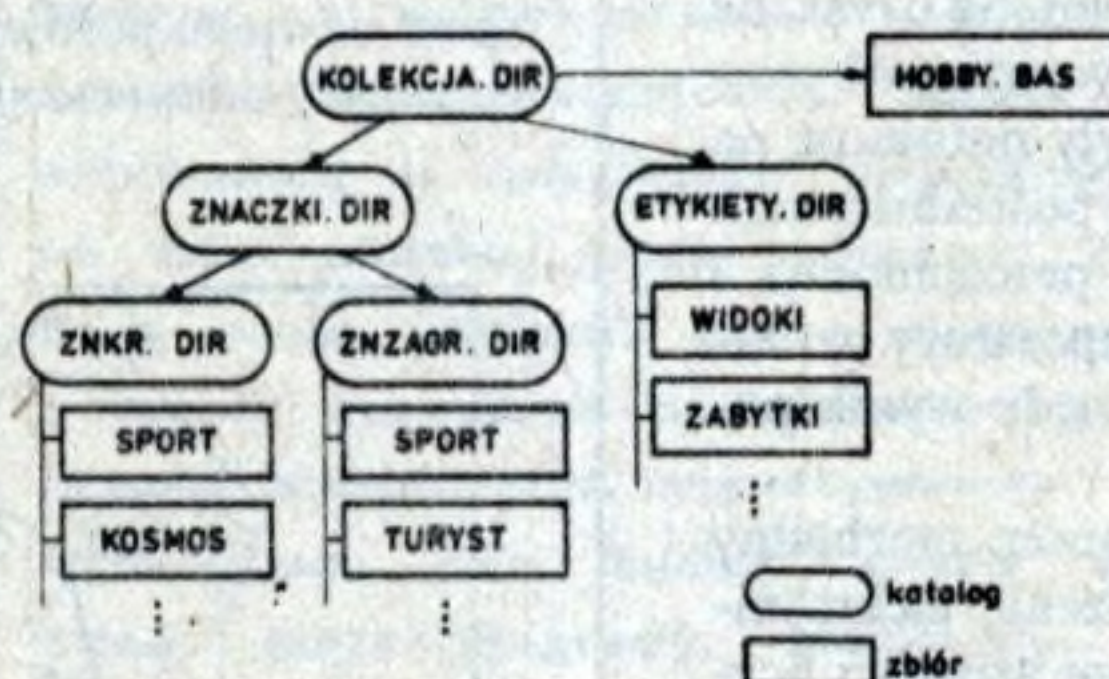 KOLEKCJA. DIR
HOBBY. BAS
ZNACZKI. DIR
ETYKIETY. DIR
ZNKR. DIR
ZNZAGR. DIR
WIDOKI
ZABYTKI
SPORT
SPORT
KOSMOS
TURYST
katalog
zbiór